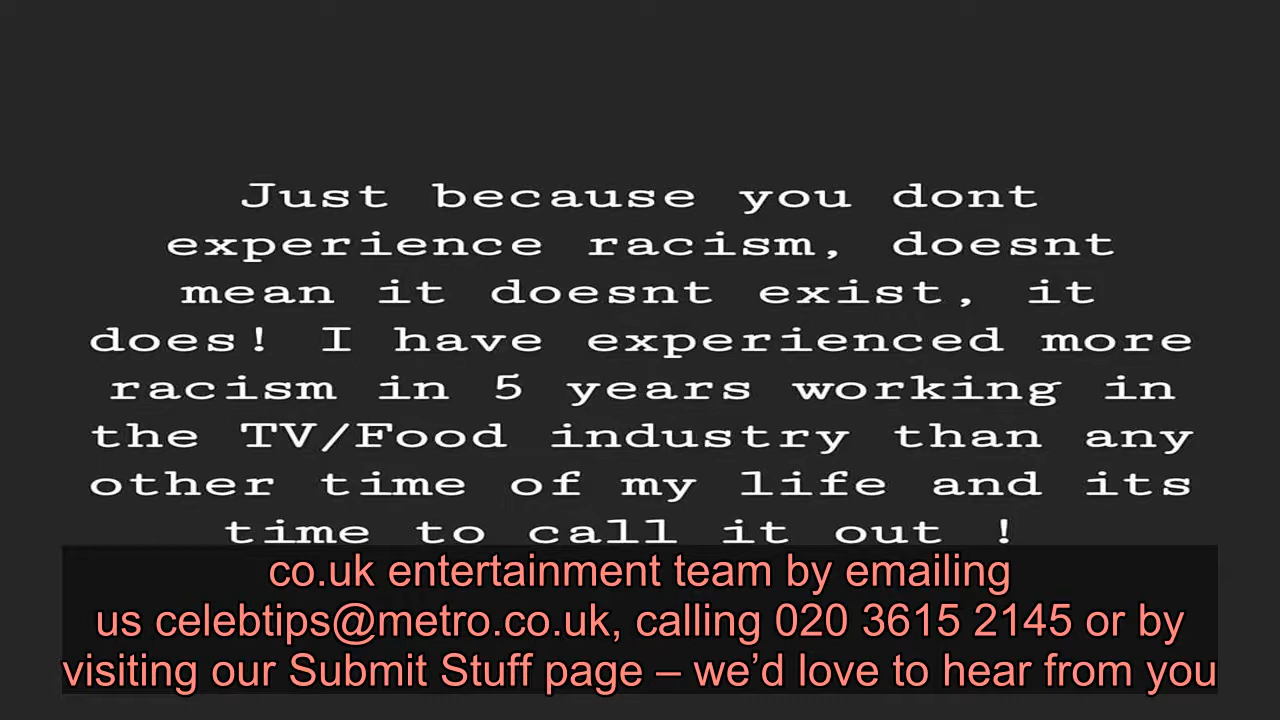 Just because you dont
experience racism, doesnt
mean it doesnt exist, it
does! I have experienced more
racism in 5 years working in
the TV/Food industry than any
other time of my life and its
time to call it out !
co.uk entertainment team by emailing
us celebtips@metro.co.uk, calling 020 3615 2145 or by
visiting our Submit Stuff page – we’d love to hear from you